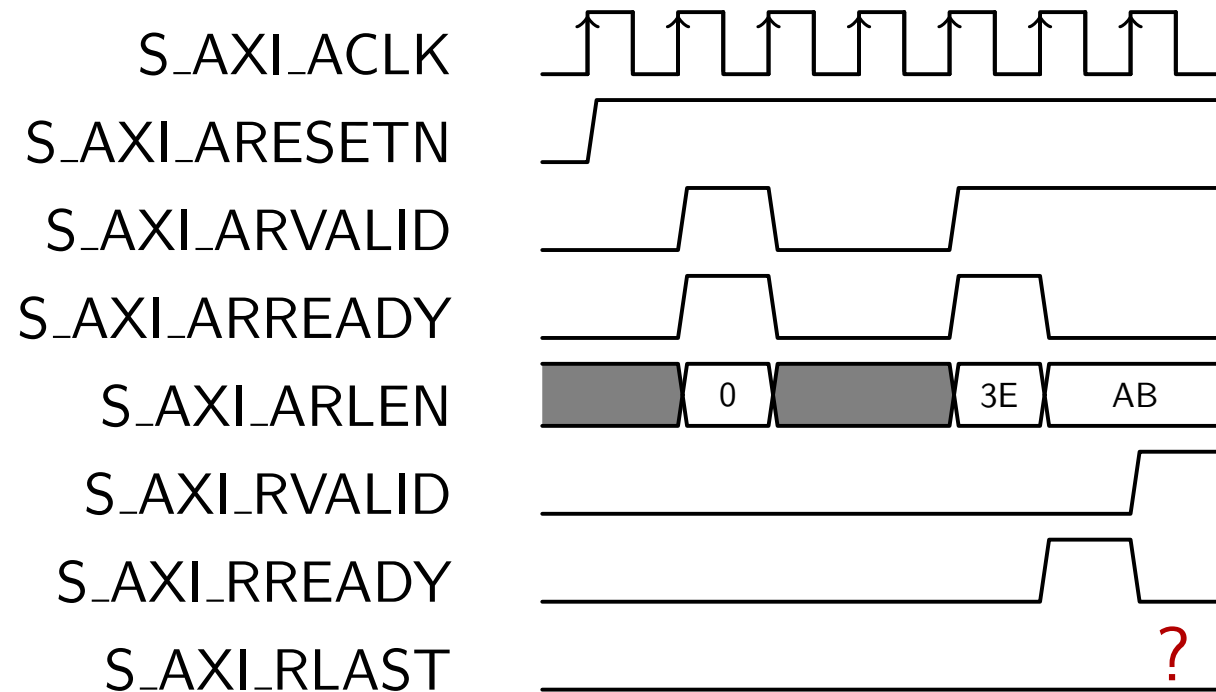 S_AXI_ACLK
S_AXI_ARESETN
S_AXI_ARVALID
S_AXI_ARREADY
S_AXI_ARLEN 0 3E AB
S_AXI_RVALID
S_AXI_RREADY
S_AXI_RLAST ?